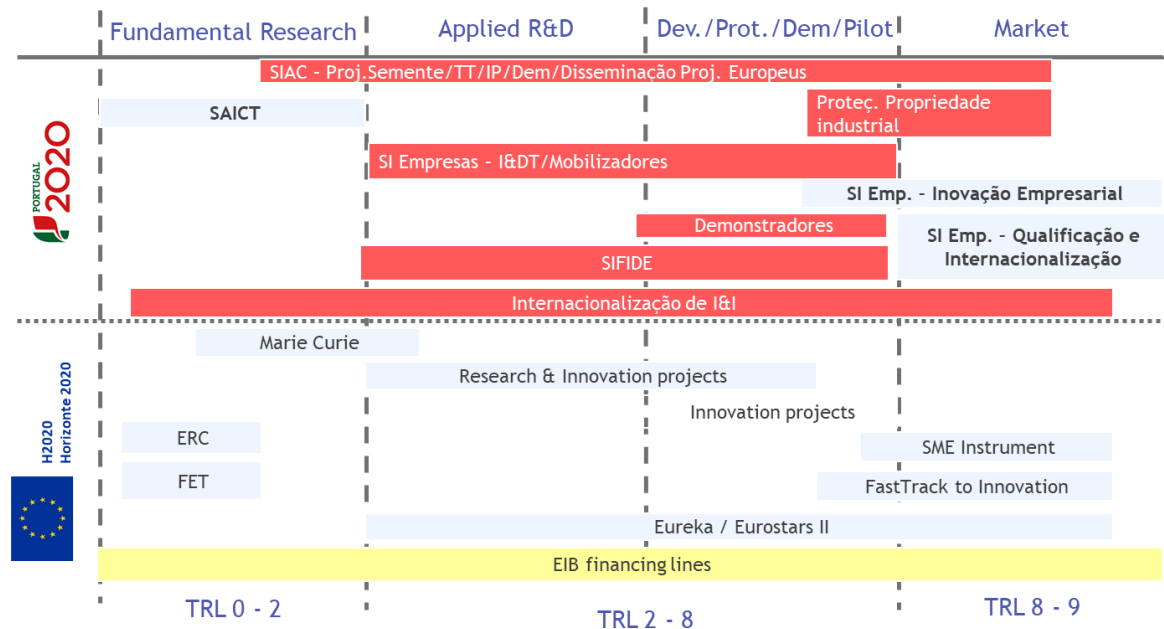 Fundamental Research
Applied R&D
Dev./Prot./Dem/Pilot
Market
SIAC - Proj.Semente/TT/IP/Dem/Disseminação Proj. Europeus
SAICT
Proteç. Propriedade
industrial
SI Empresas - I&DT/Mobilizadores
SI Emp. - Inovação Empresarial
Demonstradores
SI Emp. - Qualificação e
Internacionalização
SIFIDE
Internacionalização de I&I
PORTUGAL
2020
Marie Curie
Research & Innovation projects
Innovation projects
ERC
SME Instrument
FET
FastTrack to Innovation
Eureka / Eurostars II
EIB financing lines
H2020
Horizonte 2020
TRL 0 - 2
TRL 2 - 8
TRL 8 - 9